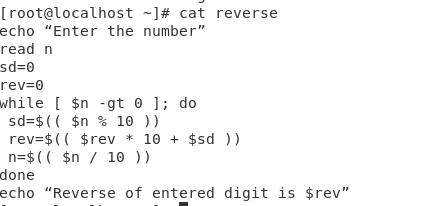 [root@localhost ~]# cat reverse
echo “Enter the number”
read n
sd=0
rev=0
while [ $n -gt 0 ]; do
 sd=$(( $n % 10 ))
 rev=$(( $rev * 10 + $sd ))
 n=$(( $n / 10 ))
done
echo “Reverse of entered digit is $rev”